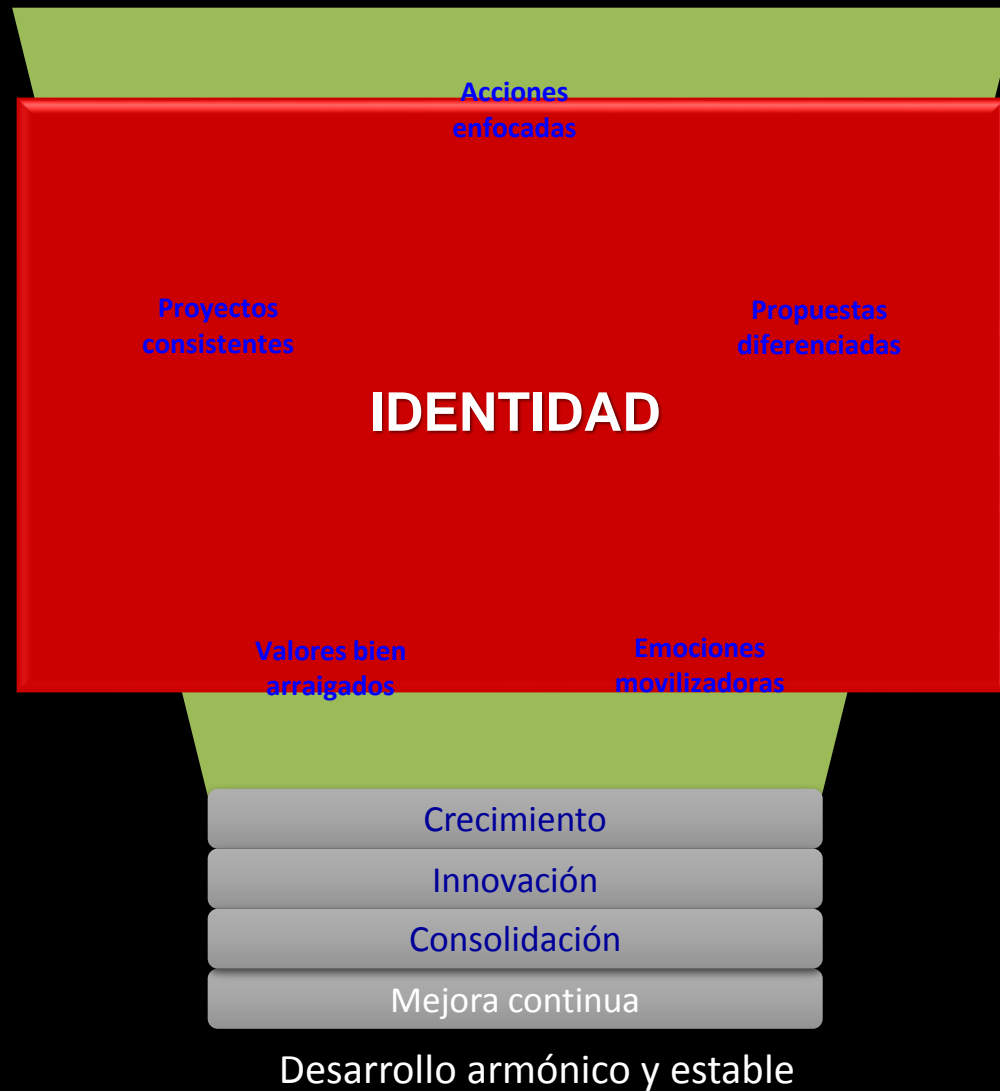 Acciones
enfocadas
Proyectos
consistentes
Propuestas
diferenciadas
IDENTIDAD
Valores bien
arraigados
Emociones
movilizadoras
Crecimiento
Innovación
Consolidación
Mejora continua
Desarrollo armónico y estable